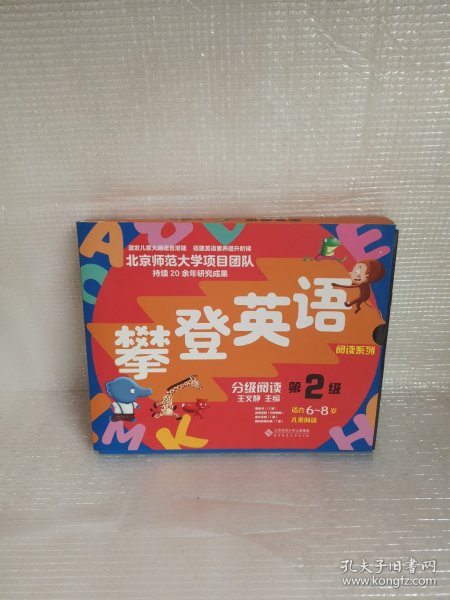 激发儿童大脑语言潜能 搭建英语素养提升阶梯
北京师范大学项目团队
持续20余年研究成果
攀登英语
阅读系列
分级阅读 第2级
王文静 主编
适合6~8岁
儿童阅读
孔夫子旧书网
www.kongfz.com